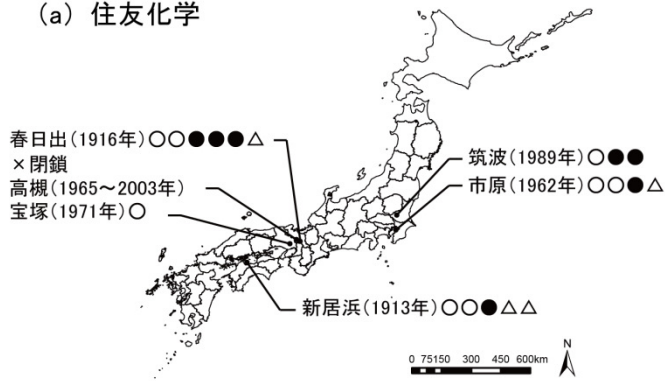 (a) 住友化学
春日出(1916年)○○●●●△
×閉鎖
高槻(1965～2003年)
宝塚(1971年)○
筑波(1989年)○●●
市原(1962年)○○●△
新居浜(1913年)○○●△△
N
0 75150 300 450 600km